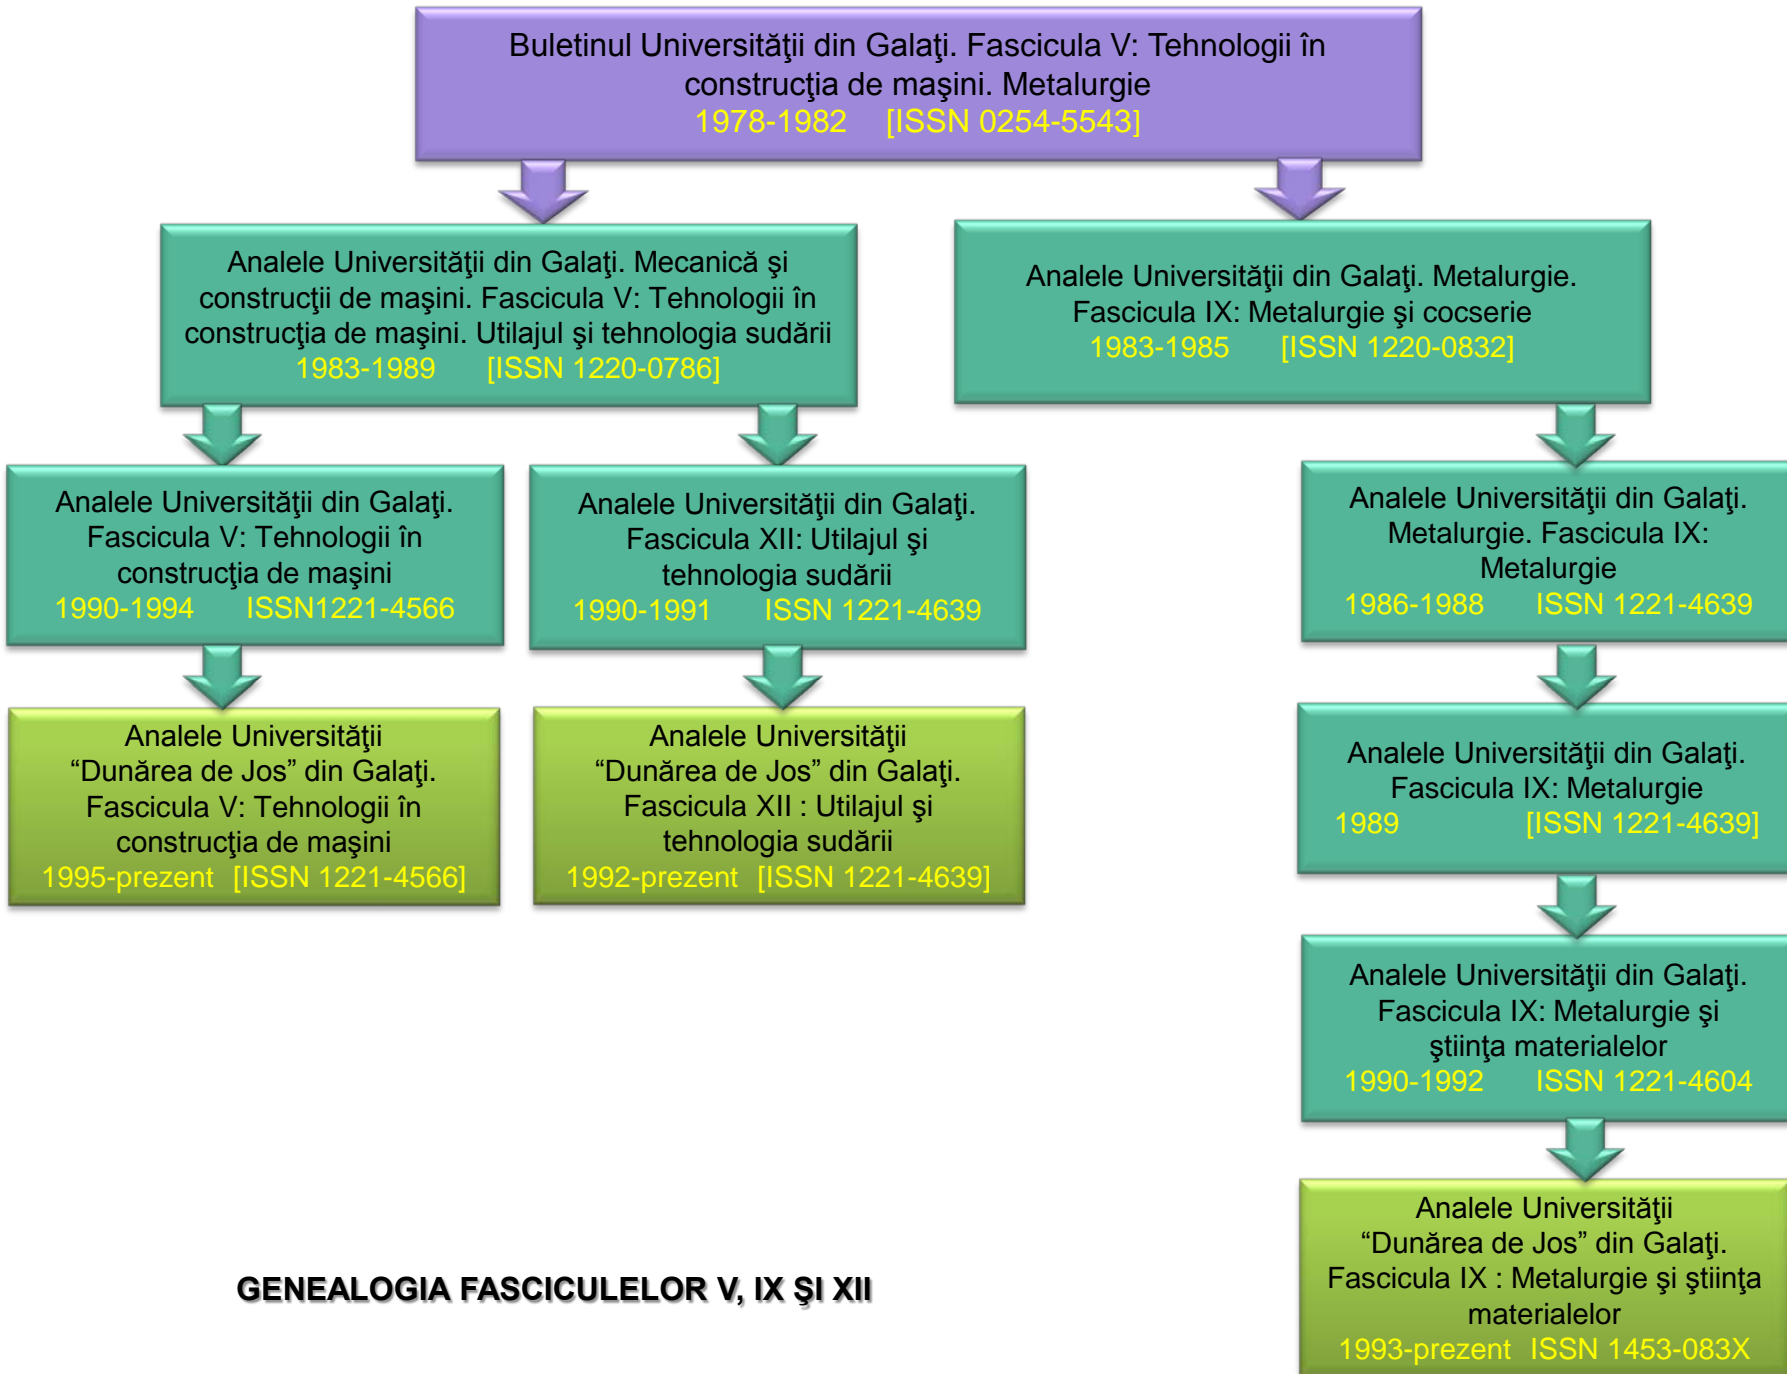 Buletinul Universităţii din Galaţi. Fascicula V: Tehnologii în
construcţia de maşini. Metalurgie
1978-1982 [ISSN 0254-5543]
Analele Universităţii din Galaţi. Mecanică şi
construcţii de maşini. Fascicula V: Tehnologii în
construcţia de maşini. Utilajul şi tehnologia sudării
1983-1989 [ISSN 1220-0786]
Analele Universităţii din Galaţi. Metalurgie.
Fascicula IX: Metalurgie şi cocserie
1983-1985 [ISSN 1220-0832]
Analele Universităţii din Galaţi.
Fascicula V: Tehnologii în
construcţia de maşini
1990-1994 ISSN1221-4566
Analele Universităţii din Galaţi.
Fascicula XII: Utilajul şi
tehnologia sudării
1990-1991 ISSN 1221-4639
Analele Universităţii din Galaţi.
Metalurgie. Fascicula IX:
Metalurgie
1986-1988 ISSN 1221-4639
Analele Universităţii
“Dunărea de Jos” din Galaţi.
Fascicula V: Tehnologii în
construcţia de maşini
1995-prezent [ISSN 1221-4566]
Analele Universităţii
“Dunărea de Jos” din Galaţi.
Fascicula XII : Utilajul şi
tehnologia sudării
1992-prezent [ISSN 1221-4639]
Analele Universităţii din Galaţi.
Fascicula IX: Metalurgie
1989 [ISSN 1221-4639]
Analele Universităţii din Galaţi.
Fascicula IX: Metalurgie şi
ştiinţa materialelor
1990-1992 ISSN 1221-4604
Analele Universităţii
“Dunărea de Jos” din Galaţi.
Fascicula IX : Metalurgie şi ştiinţa
materialelor
1993-prezent ISSN 1453-083X
GENEALOGIA FASCICULELOR V, IX ŞI XII